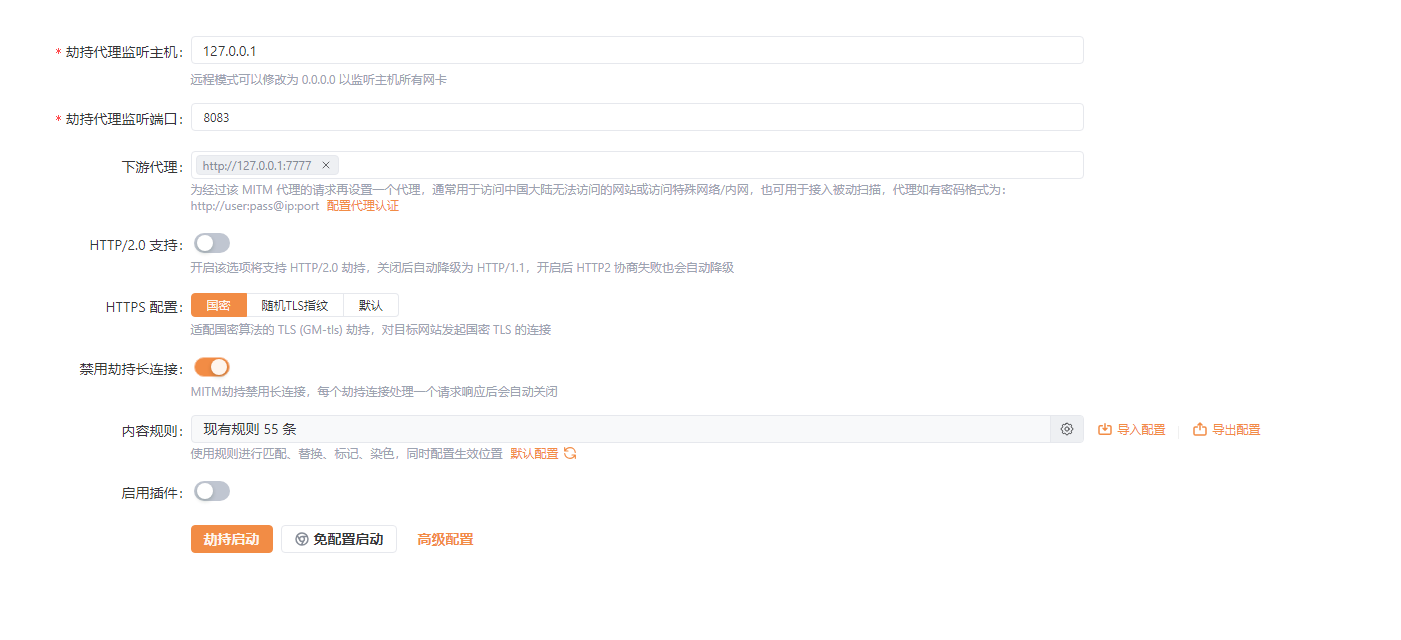 * 劫持代理监听主机: 127.0.0.1
远程模式可以修改为 0.0.0.0 以监听主机所有网卡
* 劫持代理监听端口: 8083
下游代理: http://127.0.0.1:7777 ×
为经过该 MITM 代理的请求再设置一个代理，通常用于访问中国大陆无法访问的网站或访问特殊网络/内网，也可用于接入被动扫描，代理如有密码格式为：
http://user:pass@ip:port 配置代理认证
HTTP/2.0 支持:
开启该选项将支持 HTTP/2.0 劫持，关闭后自动降级为 HTTP/1.1，开启后 HTTP2 协商失败也会自动降级
HTTPS 配置: 国密 随机TLS指纹 默认
适配国密算法的 TLS (GM-tls) 劫持，对目标网站发起国密 TLS 的连接
禁用劫持长连接:
MITM劫持禁用长连接，每个劫持连接处理一个请求响应后会自动关闭
内容规则: 现有规则 55 条 导入配置 导出配置
使用规则进行匹配、替换、标记、染色，同时配置生效位置 默认配置
启用插件:
劫持启动 免配置启动 高级配置